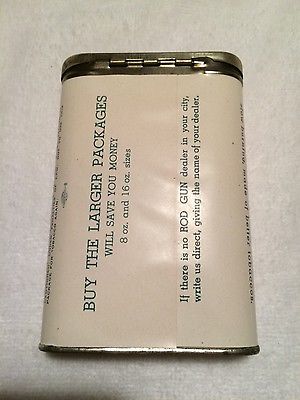 BUY THE LARGER PACKAGES
WILL SAVE YOU MONEY
8 oz. and 16 oz. sizes
If there is no ROD GUN dealer in your city,
write us direct, giving the name of your dealer.